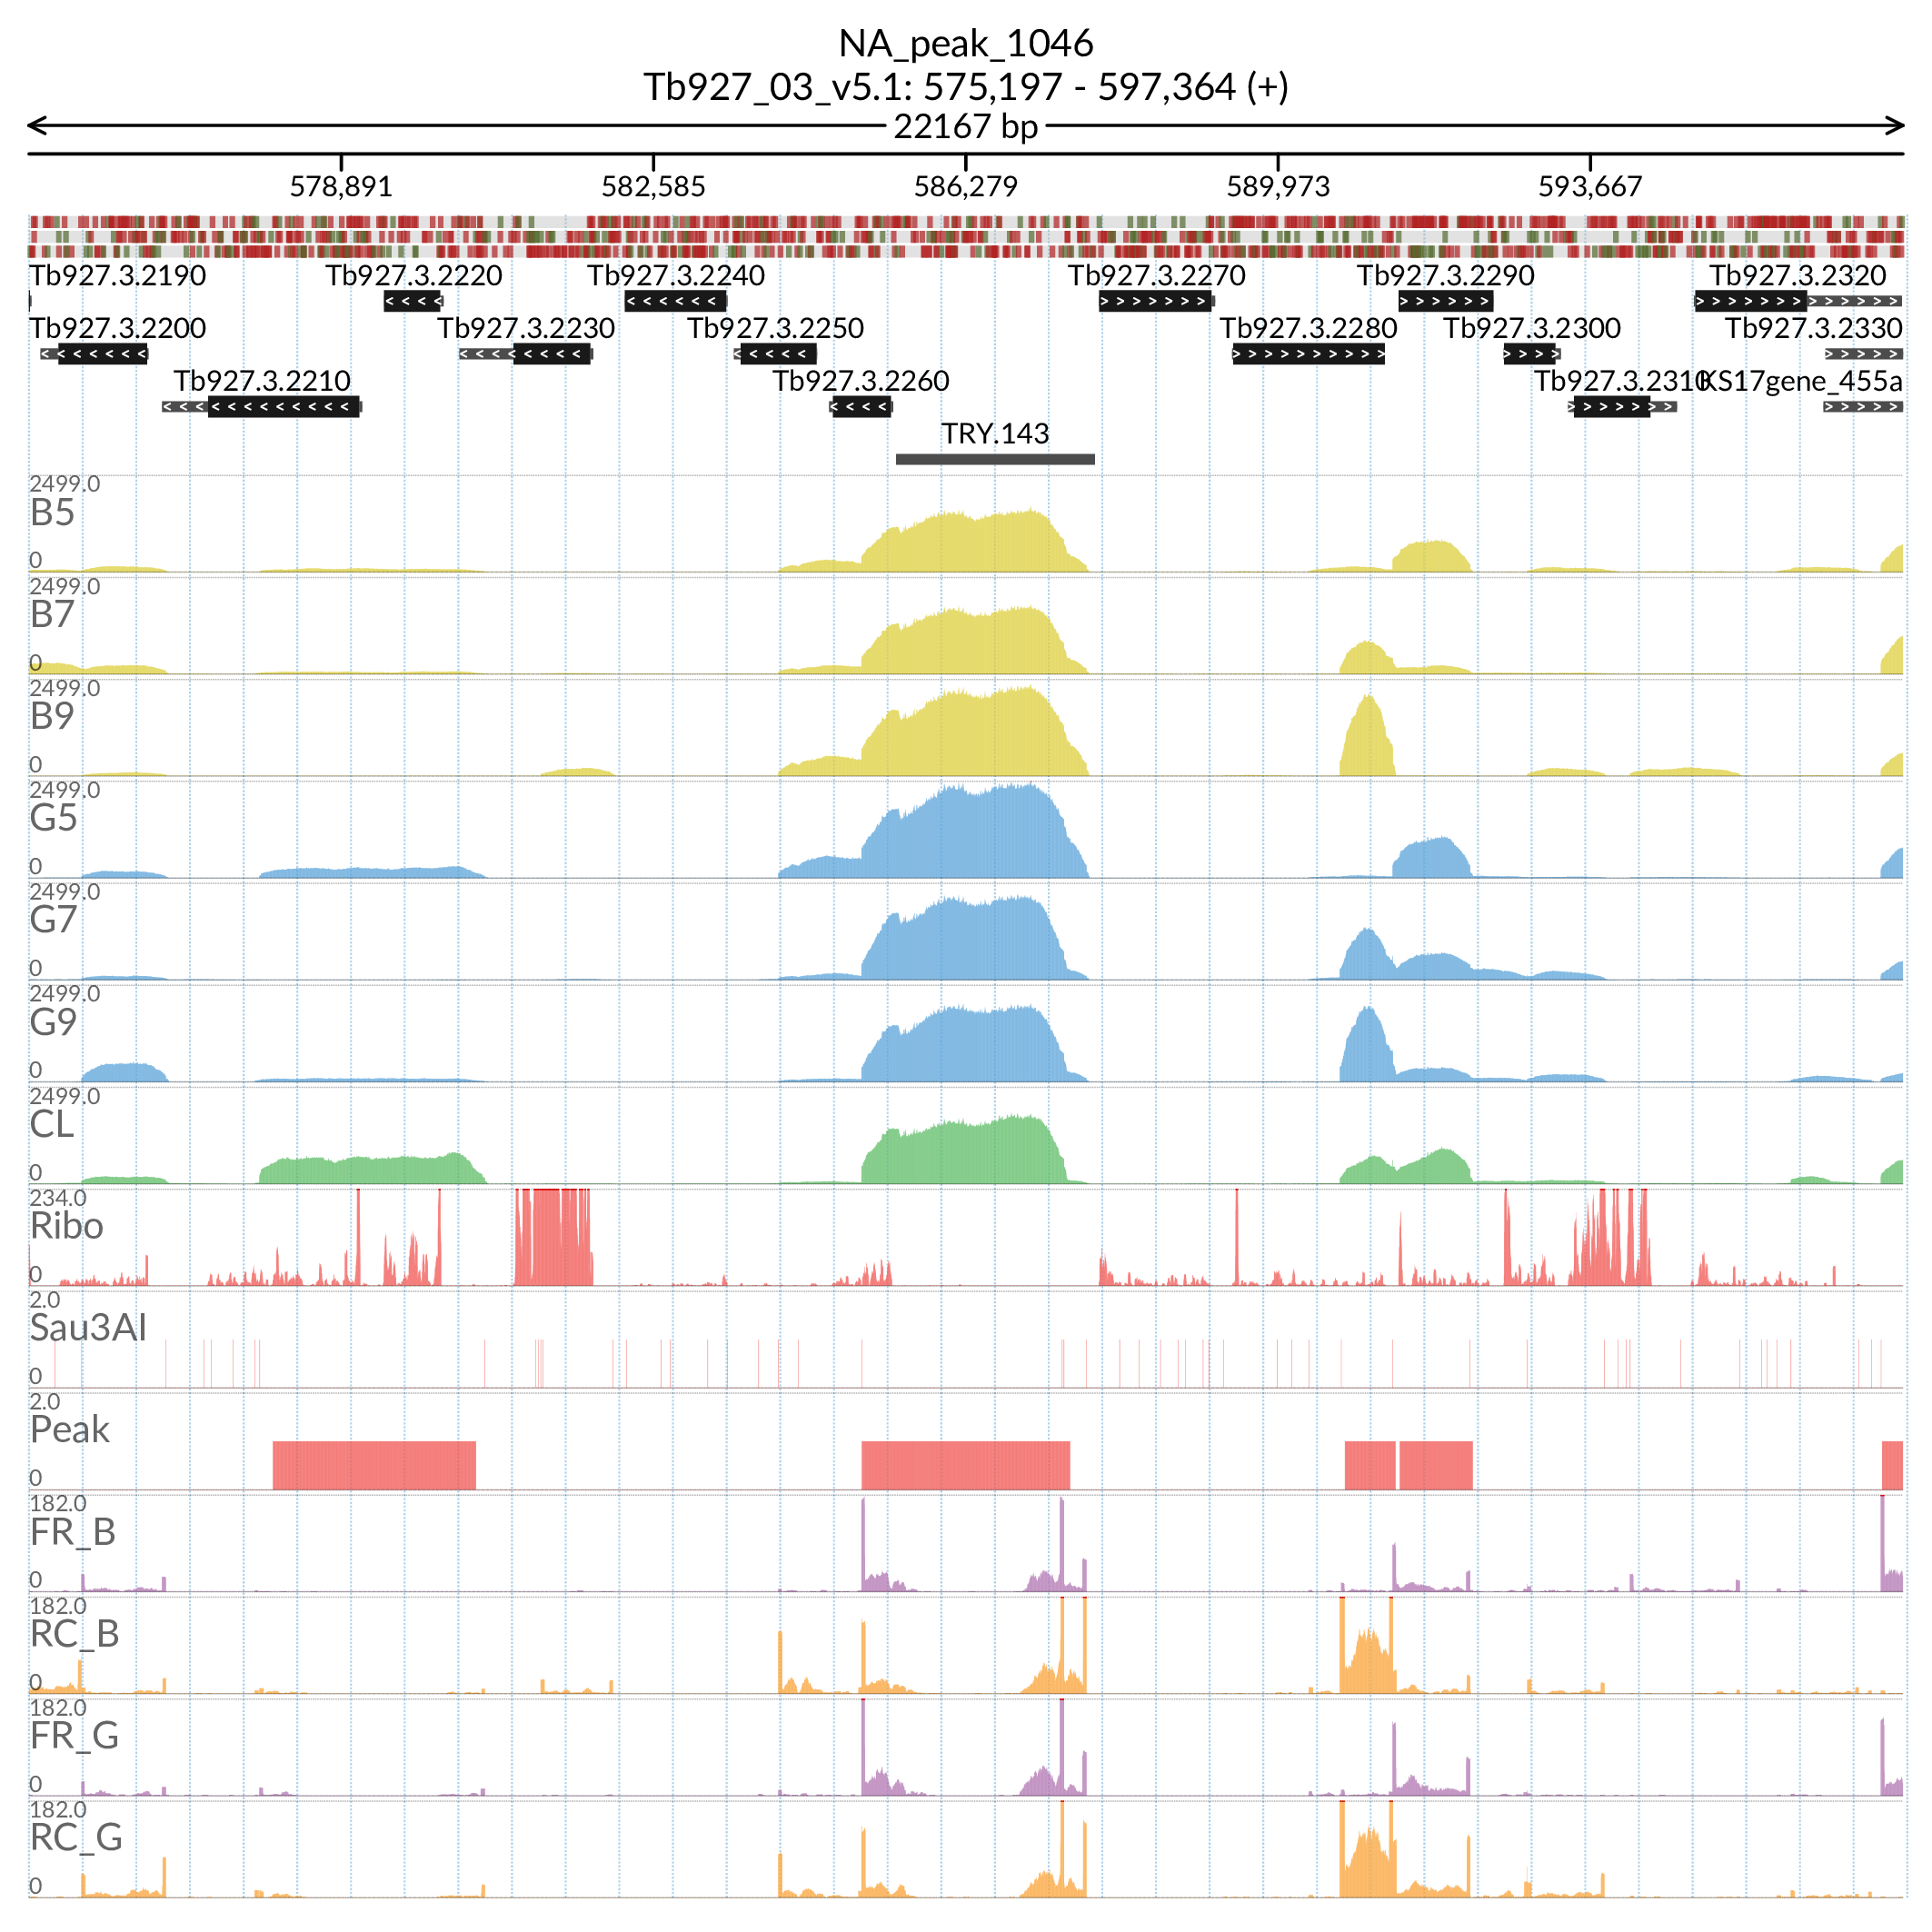 NA_peak_1046
Tb927_03_v5.1: 575,197 - 597,364 (+)
22167 bp
578,891 582,585 586,279 589,973 593,667
Tb927.3.2190 Tb927.3.2220 Tb927.3.2240 Tb927.3.2270 Tb927.3.2290 Tb927.3.2320
Tb927.3.2200 Tb927.3.2230 Tb927.3.2250 Tb927.3.2280 Tb927.3.2300 Tb927.3.2330
Tb927.3.2210 Tb927.3.2260 Tb927.3.2310 KS17gene_455a
TRY.143
2499.0
B5
0
2499.0
B7
0
2499.0
B9
0
2499.0
G5
0
2499.0
G7
0
2499.0
G9
0
2499.0
CL
0
234.0
Ribo
0
2.0
Sau3AI
0
2.0
Peak
0
182.0
FR_B
0
182.0
RC_B
0
182.0
FR_G
0
182.0
RC_G
0